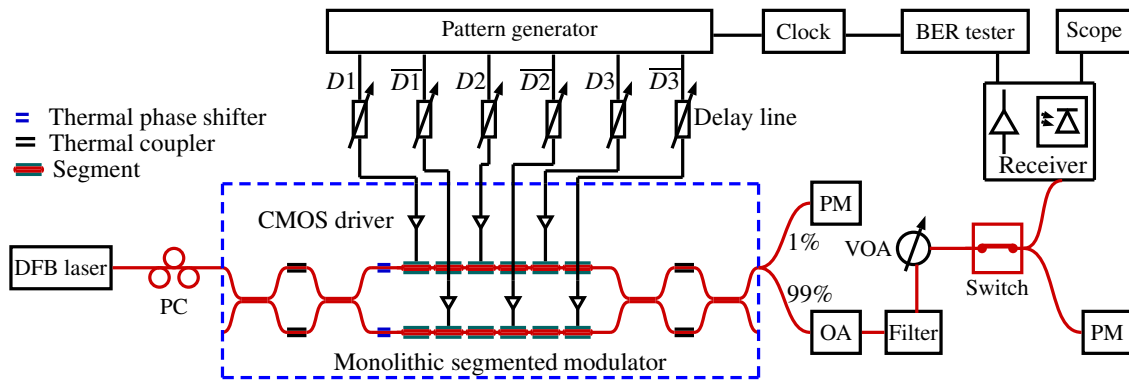 Pattern generator
Clock
BER tester
Scope
D1
D1
D2
D2
D3
D3
Delay line
Thermal phase shifter
Thermal coupler
Segment
Receiver
CMOS driver
PM
1%
VOA
DFB laser
PC
99%
Switch
OA
Filter
PM
Monolithic segmented modulator